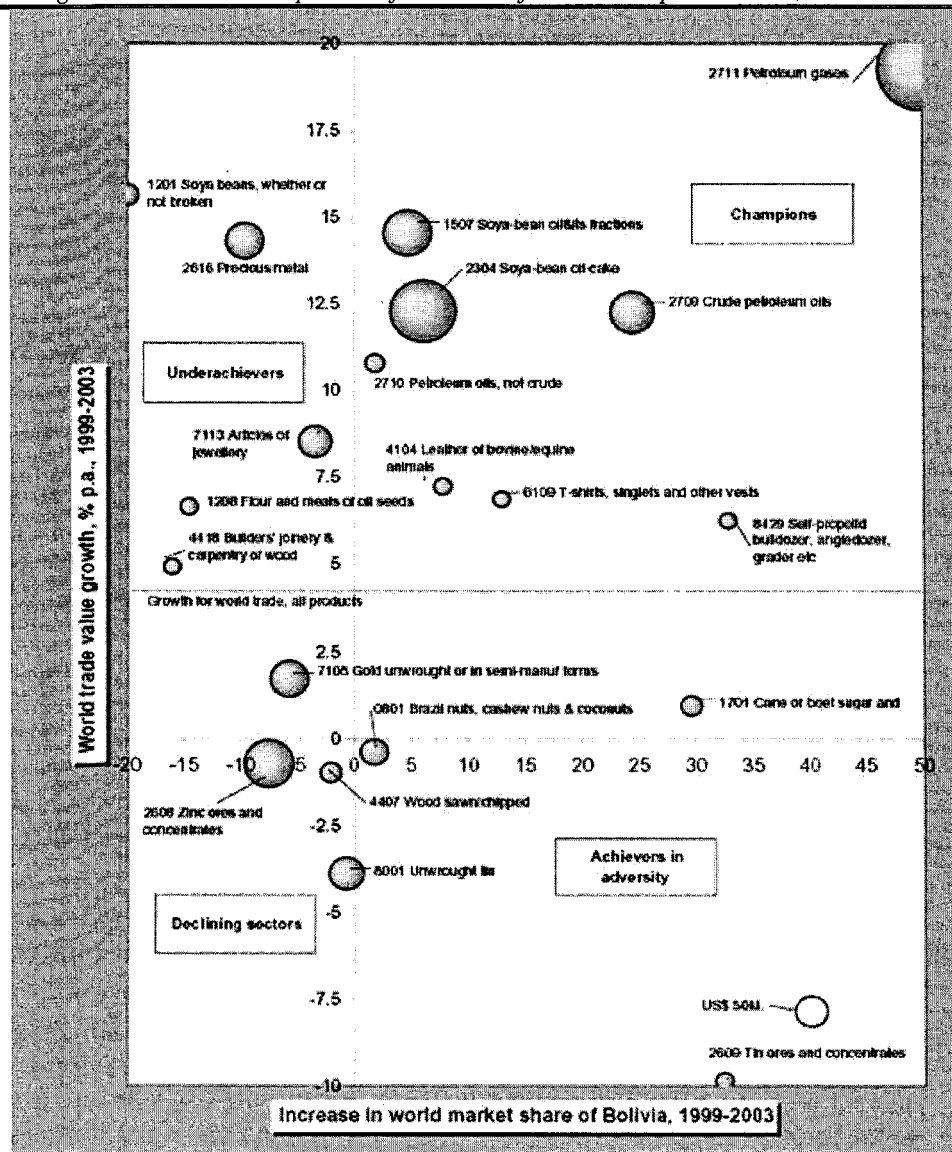 20
2711 Petroleum gases
17.5
1201 Soya beans, whether or
not broken
15
1507 Soya-bean oil&its fractions
Champions
2616 Precious metal
2304 Soya-bean oil-cake
12.5
2709 Crude petroleum oils
Underachievers
10
2710 Petroleum oils, not crude
7113 Articles of
jewellery
4104 Leather of bovine/equine
animals
7.5
6109 T-shirts, singlets and other vests
1208 Flour and meals of oil seeds
8429 Self-propelld
bulldozer, angledozer,
grader etc
4418 Builders' joinery &
carpentry of wood
5
Growth for world trade, all products
2.5
7108 Gold unwrought or in semi-manuf forms
0801 Brazil nuts, cashew nuts & coconuts
1701 Cane or beet sugar and
0
-20 -15 -10 -5 0 5 10 15 20 25 30 35 40 45 50
2608 Zinc ores and
concentrates
4407 Wood sawn/chipped
-2.5
8001 Unwrought tin
Achievers in
adversity
-5
Declining sectors
-7.5
US$ 50M.
2609 Tin ores and concentrates
-10
World trade value growth, % p.a., 1999-2003
Increase in world market share of Bolivia, 1999-2003